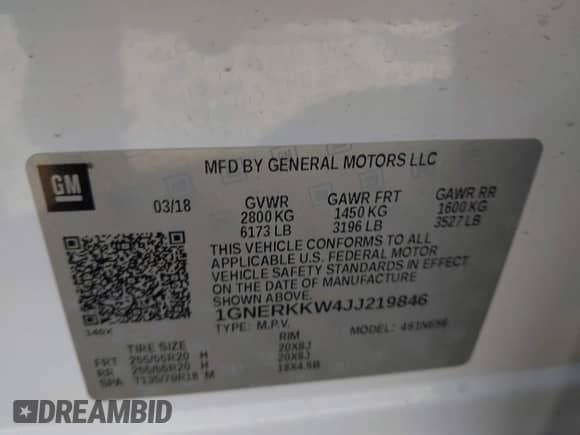 MFD BY GENERAL MOTORS LLC
GM
03/18 GVWR GAWR FRT GAWR RR
2800 KG 1450 KG 1600 KG
6173 LB 3196 LB 3527 LB
THIS VEHICLE CONFORMS TO ALL
APPLICABLE U.S. FEDERAL MOTOR
VEHICLE SAFETY STANDARDS IN EFFECT
ON THE DATE OF MANUFACTURE
SHOWN ABOVE.
1GNERKKW4JJ219846
TYPE: M.P.V. MODEL:
TIRE SIZE RIM
FRT 255/55R20 H 20X8J
RR 255/55R20 H 20X8J
SPA T135/70R18 M 18X4.5B
DREAMBID